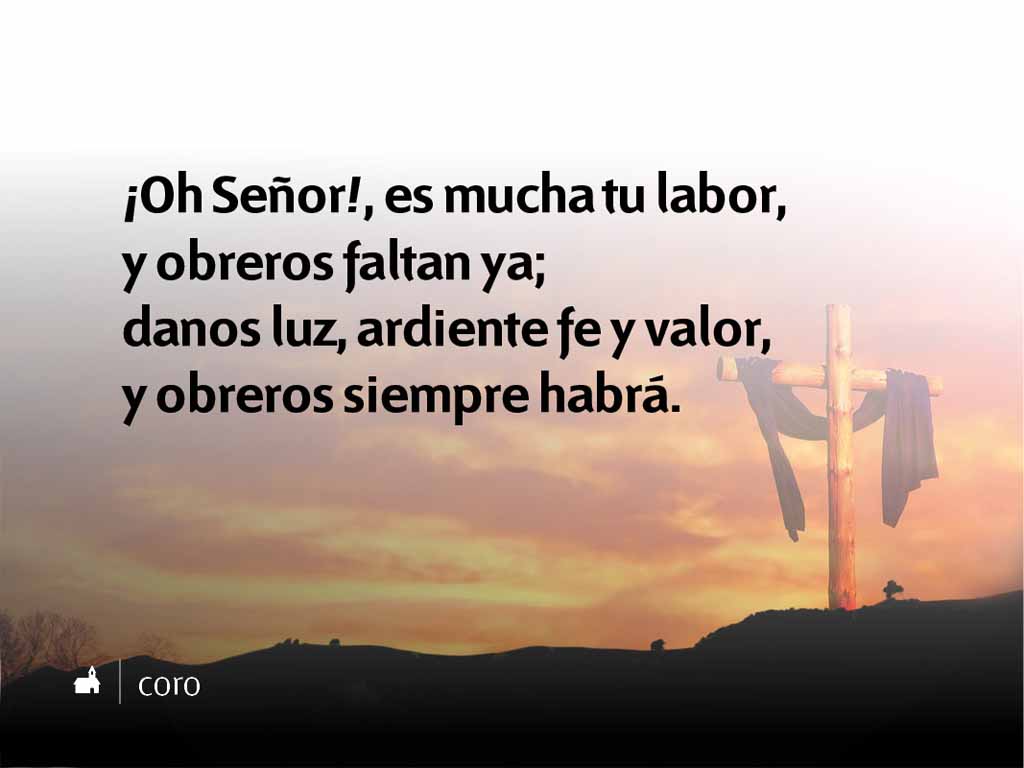 ¡Oh Señor!, es mucha tu labor,
y obreros faltan ya;
danos luz, ardiente fe y valor,
y obreros siempre habrá.
coro